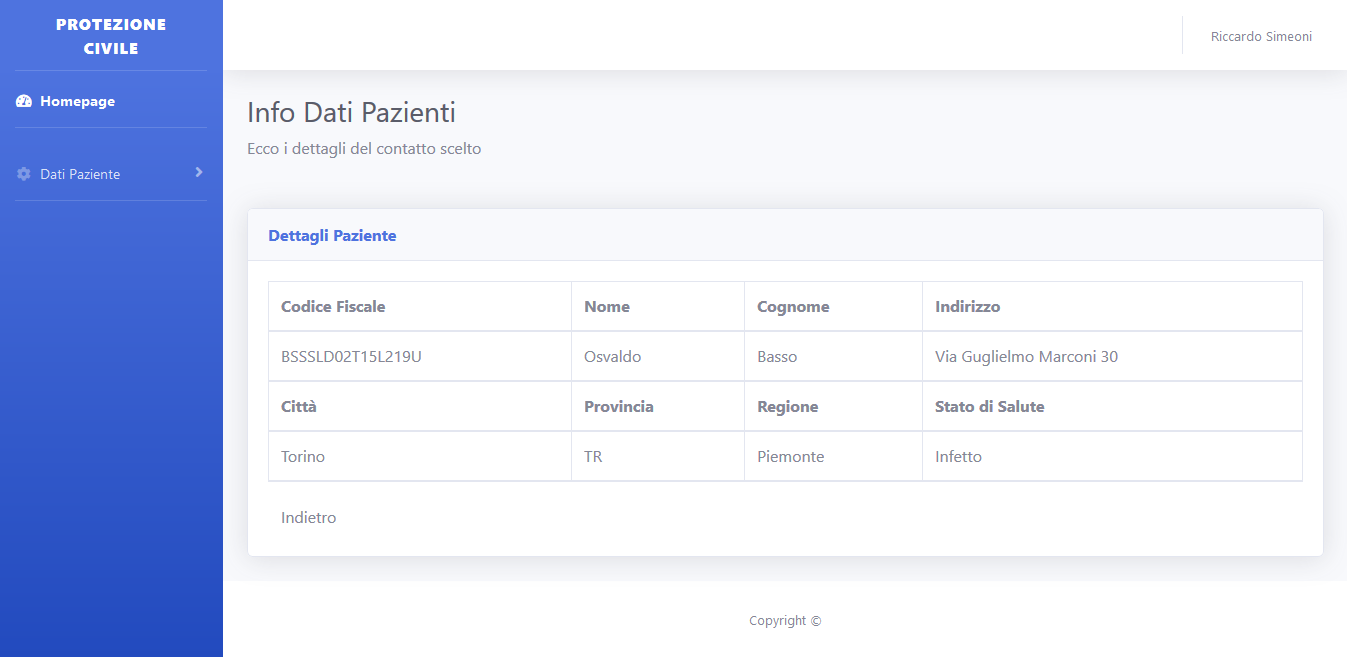 PROTEZIONE
CIVILE
Riccardo Simeoni
Homepage
Dati Paziente
Info Dati Pazienti
Ecco i dettagli del contatto scelto
Dettagli Paziente
Codice Fiscale Nome Cognome Indirizzo
BSSSLD02T15L219U Osvaldo Basso Via Guglielmo Marconi 30
Città Provincia Regione Stato di Salute
Torino TR Piemonte Infetto
Indietro
Copyright ©